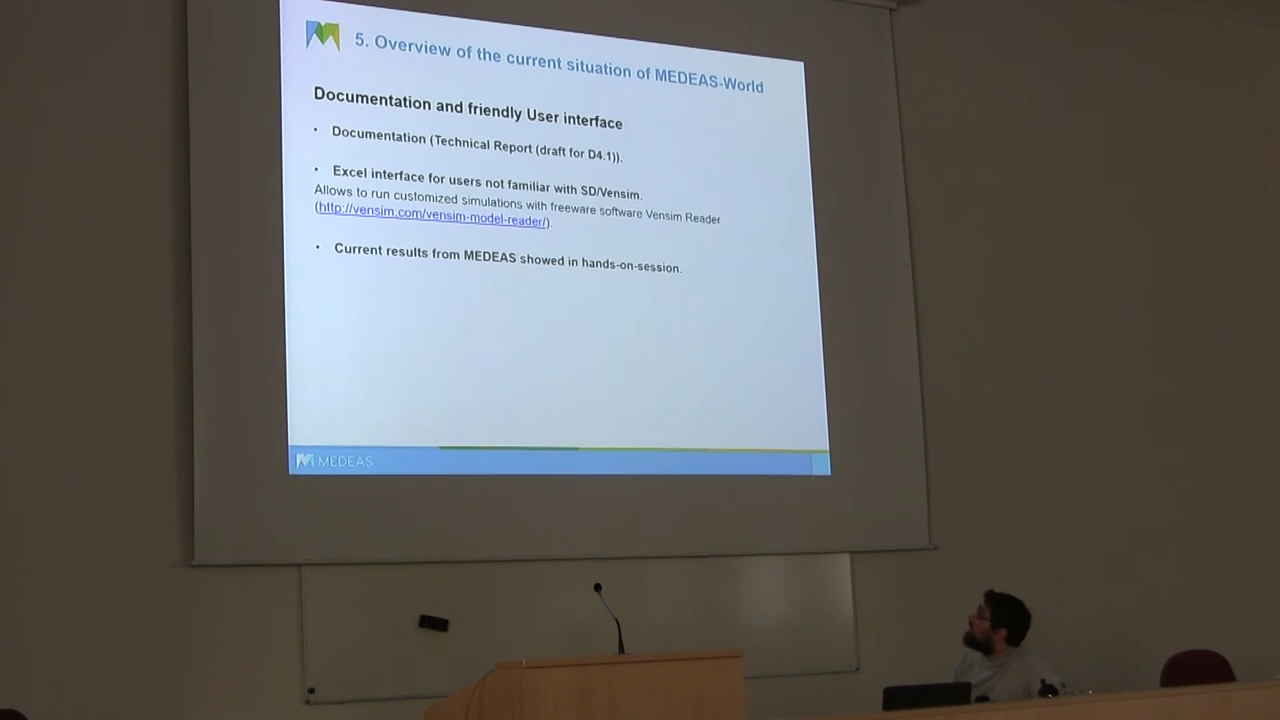 5. Overview of the current situation of MEDEAS-World
Documentation and friendly User interface
• Documentation (Technical Report (draft for D4.1)).
• Excel interface for users not familiar with SD/Vensim.
Allows to run customized simulations with freeware software Vensim Reader
(http://vensim.com/vensim-model-reader/).
• Current results from MEDEAS showed in hands-on-session.
MEDEAS